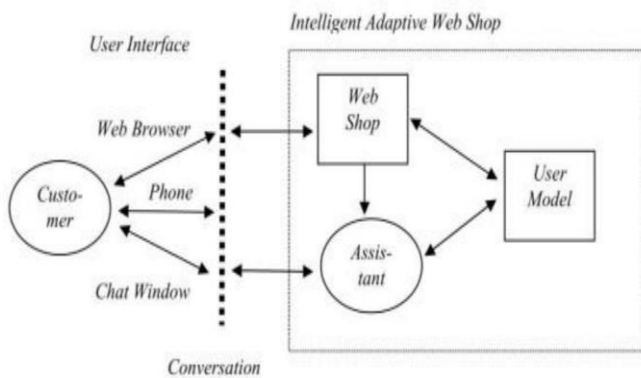 Intelligent Adaptive Web Shop
User Interface
Web
Shop
Web Browser
Custo-
mer
Phone
User
Model
Assis-
tant
Chat Window
Conversation